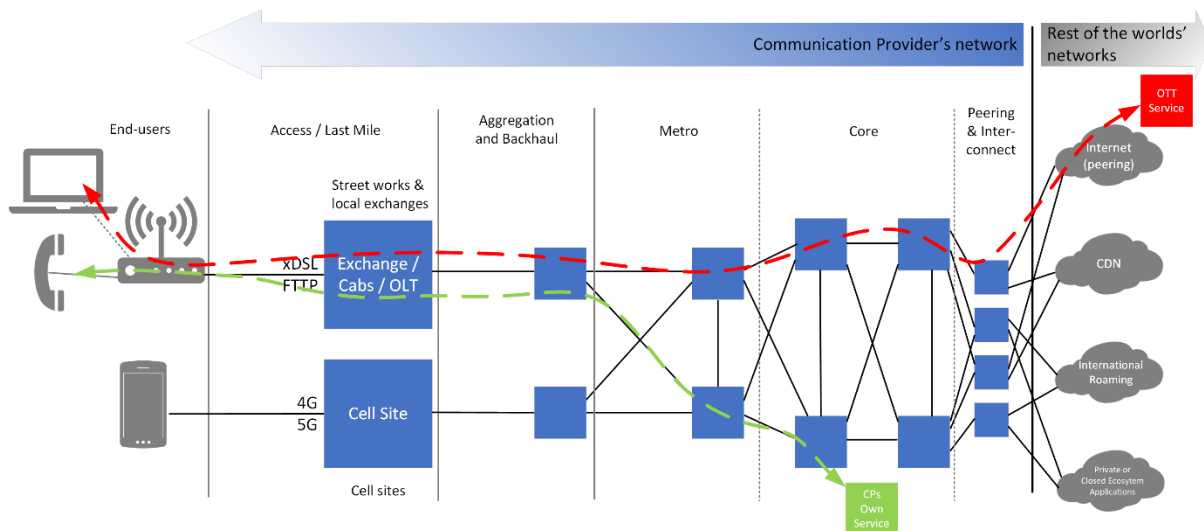 Communication Provider's network
Rest of the worlds'
networks
OTT
Service
End-users
Access / Last Mile
Aggregation
and Backhaul
Metro
Core
Peering
& Inter-
connect
Internet
(peering)
Street works &
local exchanges
xDSL
FTTP
Exchange /
Cabs / OLT
CDN
4G
5G
Cell Site
International
Roaming
Cell sites
CPs
Own
Service
Private or
Closed Ecosytem
Applications